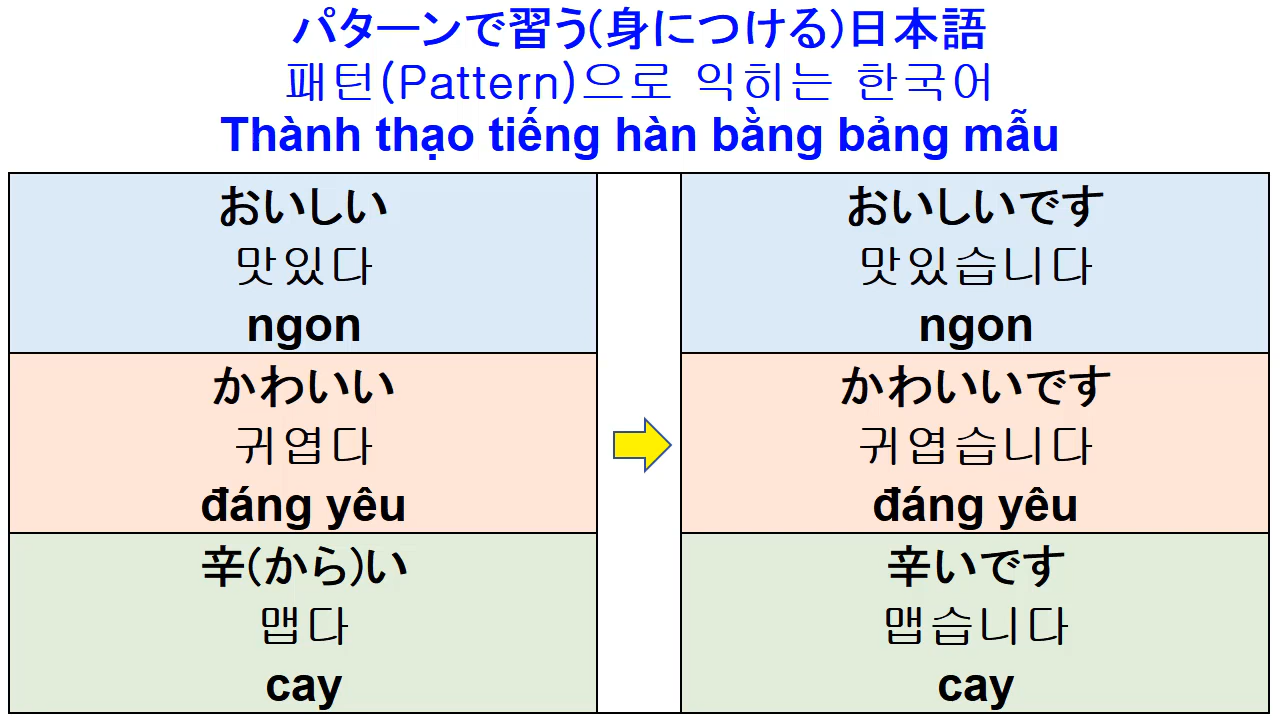 パターンで習う(身につける)日本語
패턴(Pattern)으로 익히는 한국어
Thành thạo tiếng hàn bằng bảng mẫu
おいしい
맛있다
ngon
おいしいです
맛있습니다
ngon
かわいい
귀엽다
đáng yêu
かわいいです
귀엽습니다
đáng yêu
辛(から)い
맵다
cay
辛いです
맵습니다
cay